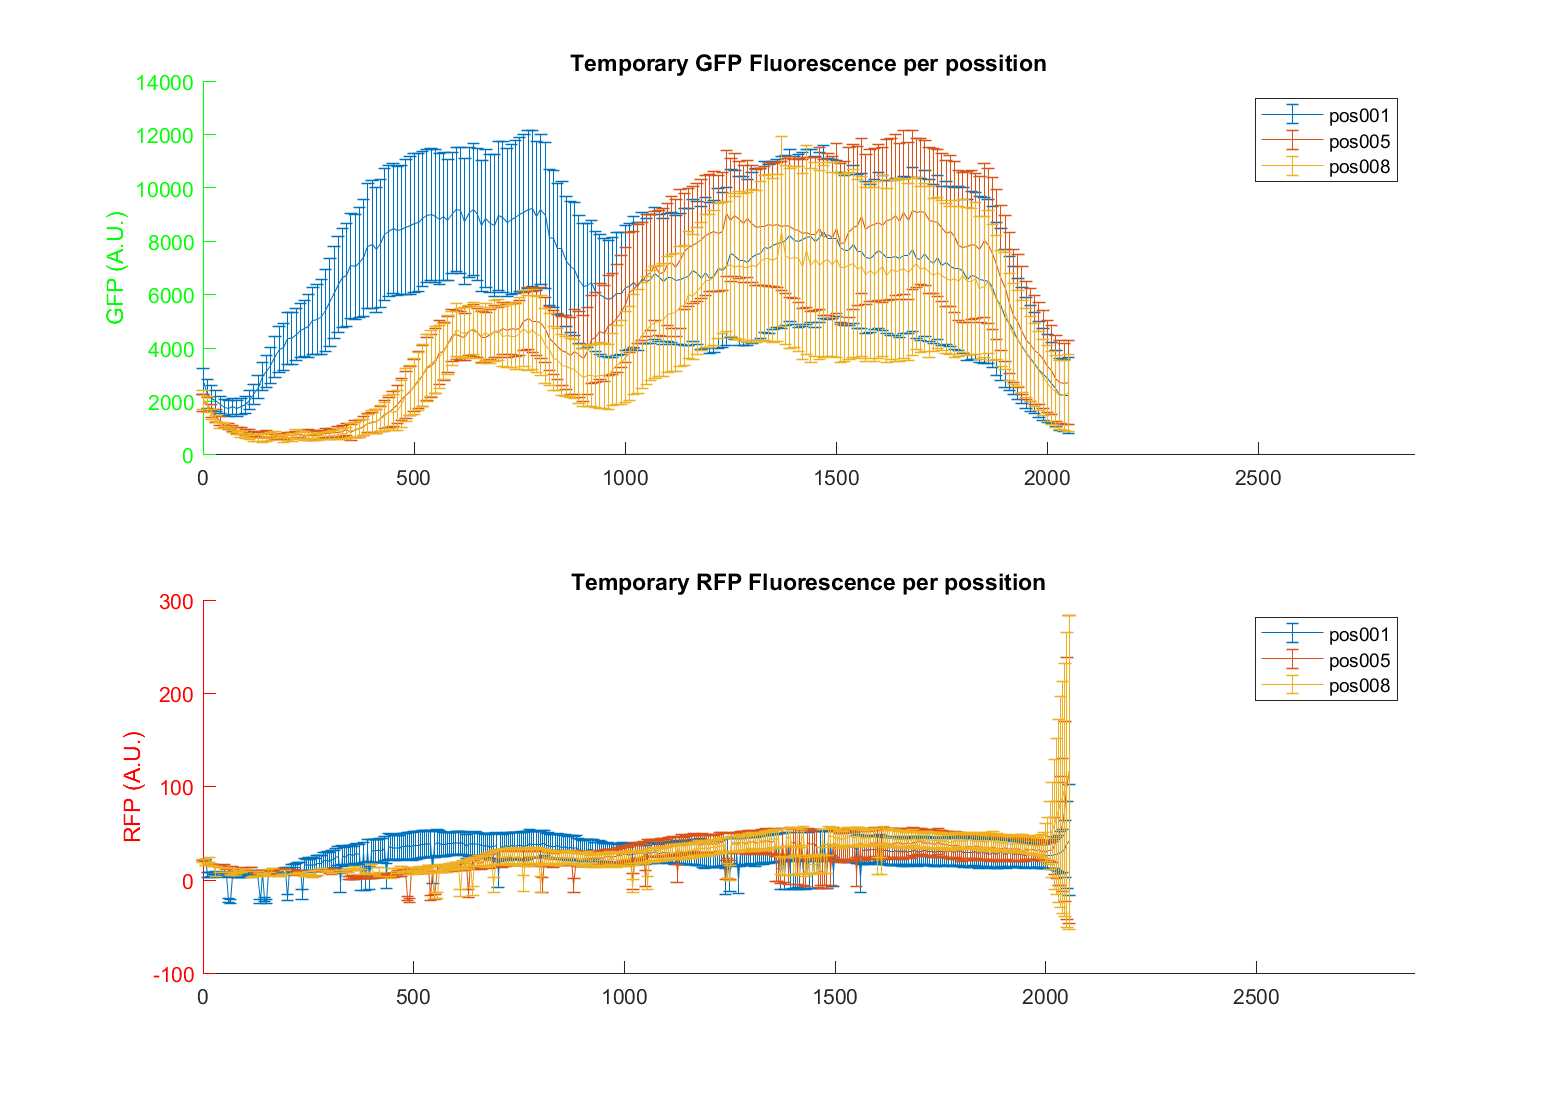 Temporary GFP Fluorescence per possition
14000
12000
10000
8000
6000
4000
2000
0
GFP (A.U.)
0 500 1000 1500 2000 2500
pos001
pos005
pos008
Temporary RFP Fluorescence per possition
300
200
100
0
-100
RFP (A.U.)
0 500 1000 1500 2000 2500
pos001
pos005
pos008